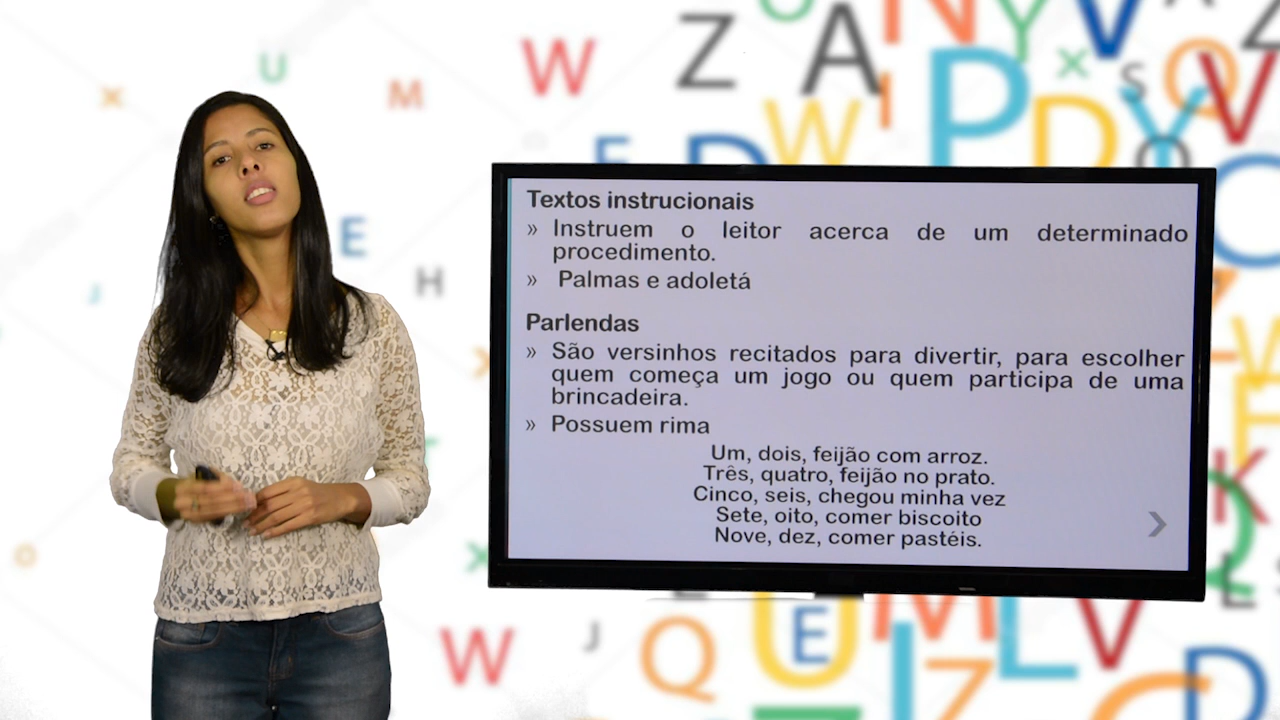 Textos instrucionais
» Instruem o leitor acerca de um determinado
procedimento.
» Palmas e adoletá
Parlendas
» São versinhos recitados para divertir, para escolher
quem começa um jogo ou quem participa de uma
brincadeira.
» Possuem rima
Um, dois, feijão com arroz.
Três, quatro, feijão no prato.
Cinco, seis, chegou minha vez
Sete, oito, comer biscoito
Nove, dez, comer pastéis.